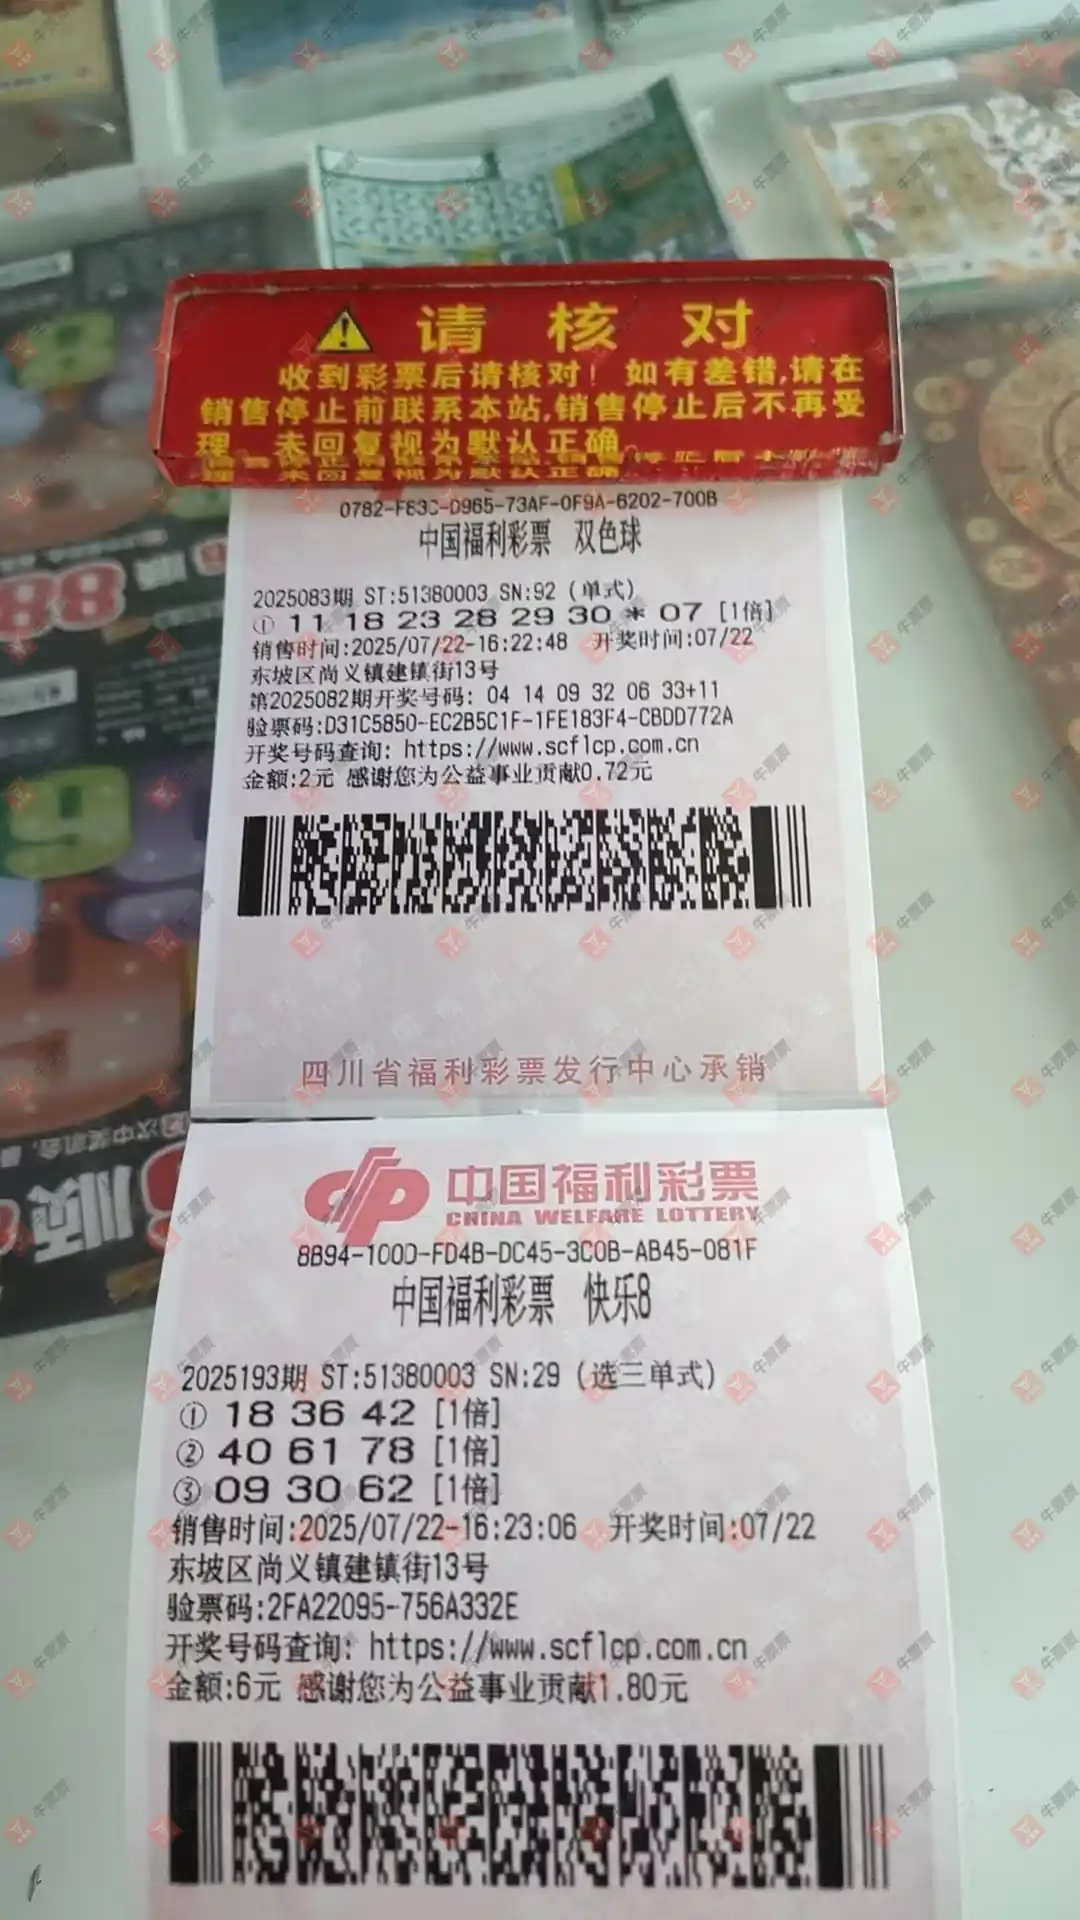 请核对
收到彩票后请核对！如有差错,请在
销售停止前联系本站,销售停止后不再受
理。未回复视为默认正确。
0782-F83C-D965-73AF-0F9A-6202-700B
中国福利彩票 双色球
2025083期 ST:51380003 SN:92 (单式)
① 11 18 23 28 29 30 * 07 [1倍]
销售时间:2025/07/22-16:22:48 开奖时间:07/22
东坡区尚义镇建镇街13号
第2025082期开奖号码: 04 14 09 32 06 33+11
验票码:D31C5850-EC2B5C1F-1FE183F4-CBDD772A
开奖号码查询: https://www.scflcp.com.cn
金额:2元 感谢您为公益事业贡献0.72元
四川省福利彩票发行中心承销
中国福利彩票
CHINA WELFARE LOTTERY
8B94-100D-FD4B-DC45-3C0B-AB45-081F
中国福利彩票 快乐8
2025193期 ST:51380003 SN:29 (选三单式)
① 18 36 42 [1倍]
② 40 61 78 [1倍]
③ 09 30 62 [1倍]
销售时间:2025/07/22-16:23:06 开奖时间:07/22
东坡区尚义镇建镇街13号
验票码:2FA22095-756A332E
开奖号码查询: https://www.scflcp.com.cn
金额:6元 感谢您为公益事业贡献1.80元
牛票票